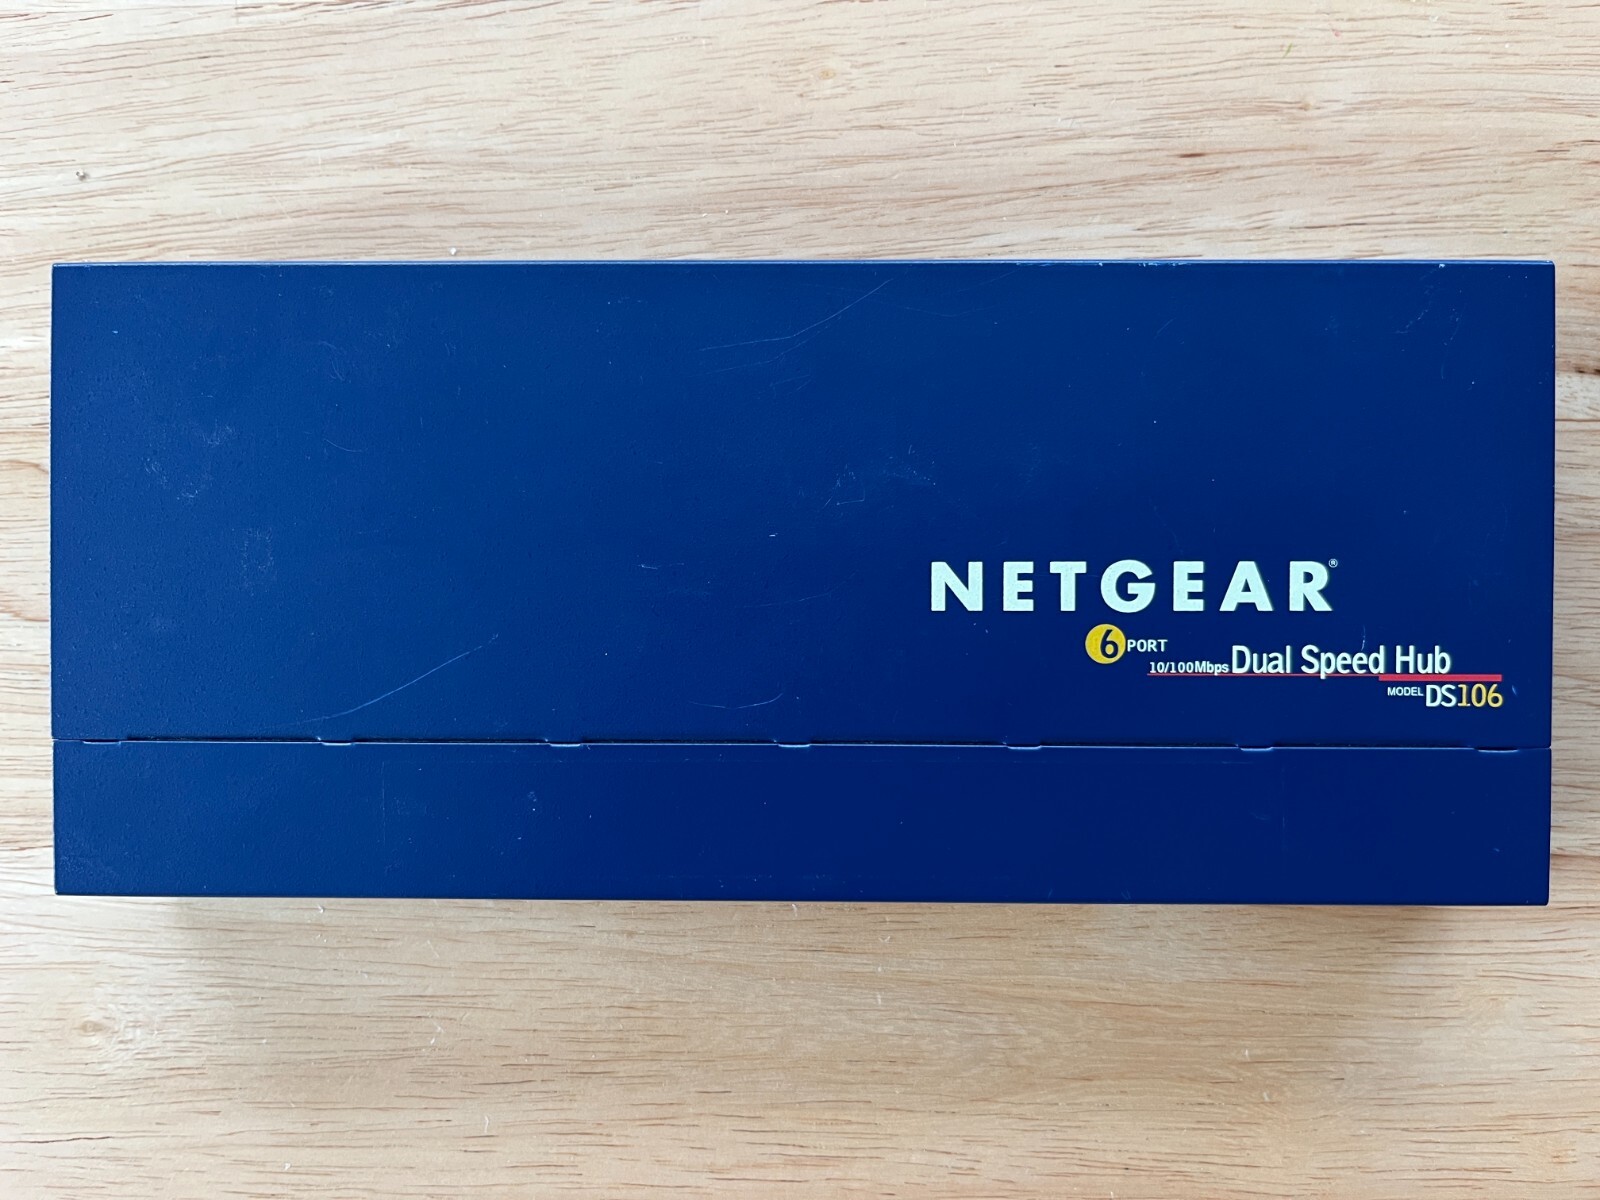 NETGEAR®
6 PORT
10/100Mbps Dual Speed Hub
MODEL DS106